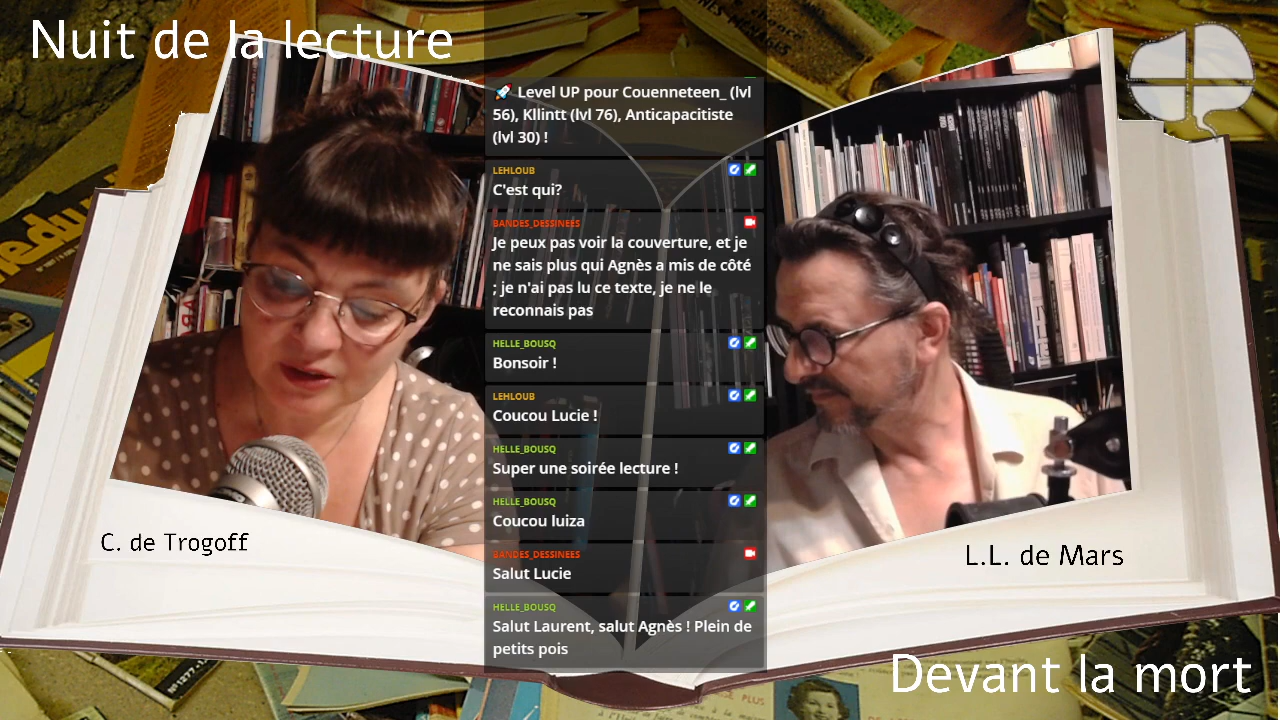 Nuit de la lecture
🚀 Level UP pour Couenneteen_ (lvl
56), Kllintt (lvl 76), Anticapacitiste
(lvl 30) !
LEHLOUB
C'est qui?
BANDES_DESSINEES
Je peux pas voir la couverture, et je
ne sais plus qui Agnès a mis de côté
; je n'ai pas lu ce texte, je ne le
reconnais pas
HELLE_BOUSQ
Bonsoir !
LEHLOUB
Coucou Lucie !
HELLE_BOUSQ
Super une soirée lecture !
HELLE_BOUSQ
Coucou luiza
BANDES_DESSINEES
Salut Lucie
HELLE_BOUSQ
Salut Laurent, salut Agnès ! Plein de
petits pois
C. de Trogoff
L.L. de Mars
Devant la mort